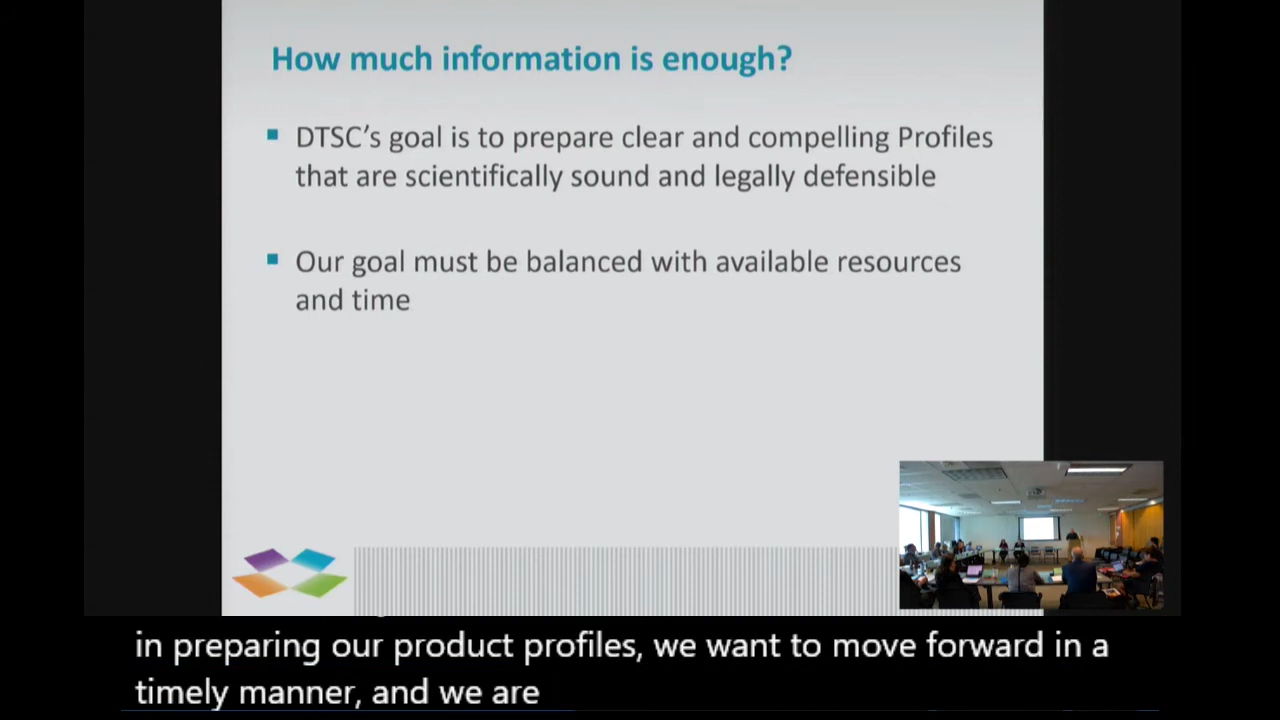 How much information is enough?
DTSC's goal is to prepare clear and compelling Profiles
that are scientifically sound and legally defensible
Our goal must be balanced with available resources
and time
in preparing our product profiles, we want to move forward in a
timely manner, and we are